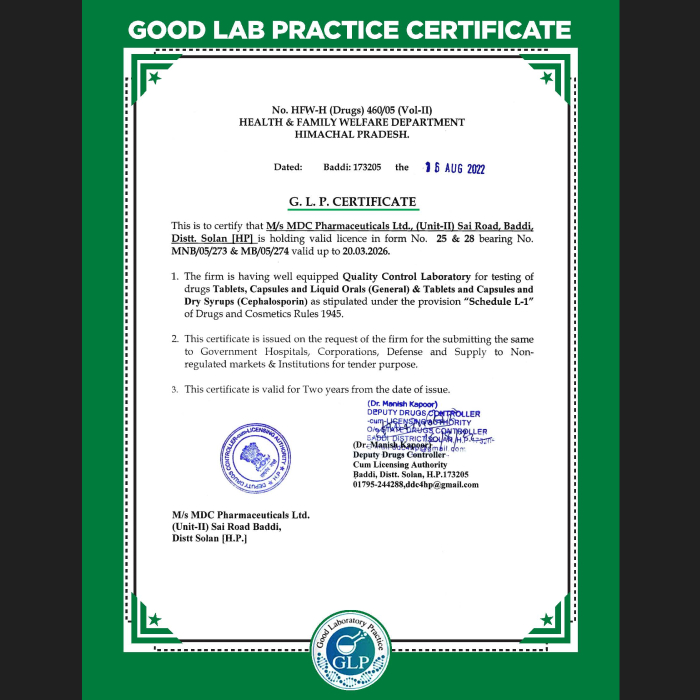 GOOD LAB PRACTICE CERTIFICATE
No. HFW-H (Drugs) 460/05 (Vol-II)
HEALTH & FAMILY WELFARE DEPARTMENT
HIMACHAL PRADESH.
Dated: Baddi: 173205 the 16 AUG 2022
G. L. P. CERTIFICATE
This is to certify that M/s MDC Pharmaceuticals Ltd., (Unit-II) Sai Road, Baddi,
Distt. Solan [HP] is holding valid licence in form No. 25 & 28 bearing No.
MNB/05/273 & MB/05/274 valid up to 20.03.2026.
1. The firm is having well equipped Quality Control Laboratory for testing of
drugs Tablets, Capsules and Liquid Orals (General) & Tablets and Capsules and
Dry Syrups (Cephalosporin) as stipulated under the provision "Schedule L-1"
of Drugs and Cosmetics Rules 1945.
2. This certificate is issued on the request of the firm for the submitting the same
to Government Hospitals, Corporations, Defense and Supply to Non-
regulated markets & Institutions for tender purpose.
3. This certificate is valid for Two years from the date of issue.
(Dr. Manish Kapoor)
DEPUTY DRUGS CONTROLLER
-cum-LICENSING AUTHORITY
O/o STATE DRUGS CONTROLLER
BADDI DISTRICT SOLAN, H.P.
(Dr. Manish Kapoor)
Deputy Drugs Controller
Cum Licensing Authority
Baddi, Distt. Solan, H.P.173205
01795-244288,ddc4hp@gmail.com
DEPUTY DRUGS CONTROLLER-cum-LICENSING AUTHORITY
M/s MDC Pharmaceuticals Ltd.
(Unit-II) Sai Road Baddi,
Distt Solan [H.P.]
Good Laboratory Practice
GLP